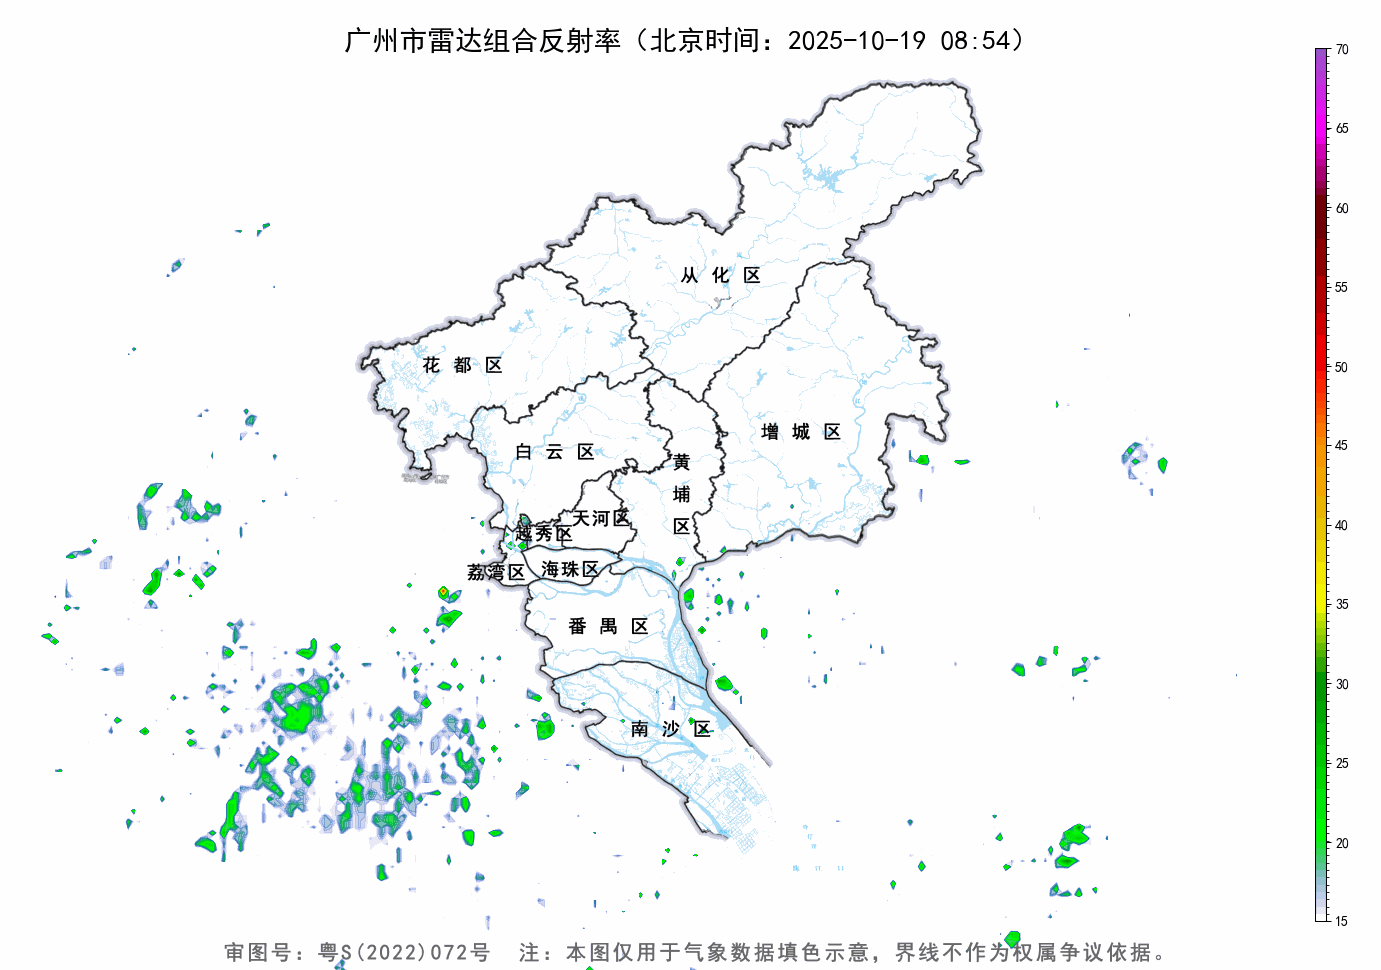 广州市雷达组合反射率（北京时间：2025-10-19 08:54）
70
65
60
55
50
45
40
35
30
25
20
15
从化区
花都区
增城区
白云区
黄埔区
天河区
越秀区
荔湾区
海珠区
番禺区
南沙区
审图号：粤S(2022)072号 注：本图仅用于气象数据填色示意，界线不作为权属争议依据。